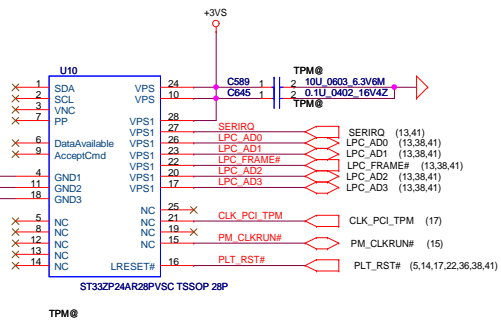 +3VS
U10
1 SDA VPS 24 C589 1 2 TPM@ 10U_0603_6.3V6M
2 SCL VPS 10 C645 1 2 0.1U_0402_16V4Z
TPM@
3 VNC
7 PP VPS1 28
VPS1 27 SERIRQ SERIRQ (13,41)
6 DataAvailable VPS1 26 LPC_AD0 LPC_AD0 (13,38,41)
9 AcceptCmd VPS1 23 LPC_AD1 LPC_AD1 (13,38,41)
VPS1 22 LPC_FRAME# LPC_FRAME# (13,38,41)
4 GND1 VPS1 20 LPC_AD2 LPC_AD2 (13,38,41)
11 GND2 VPS1 17 LPC_AD3 LPC_AD3 (13,38,41)
18 GND3
NC 25
5 NC NC 21 CLK_PCI_TPM CLK_PCI_TPM (17)
8 NC NC 19
12 NC NC 15 PM_CLKRUN# PM_CLKRUN# (15)
13 NC
14 NC LRESET# 16 PLT_RST# PLT_RST# (5,14,17,22,36,38,41)
ST33ZP24AR28PVSC TSSOP 28P
TPM@